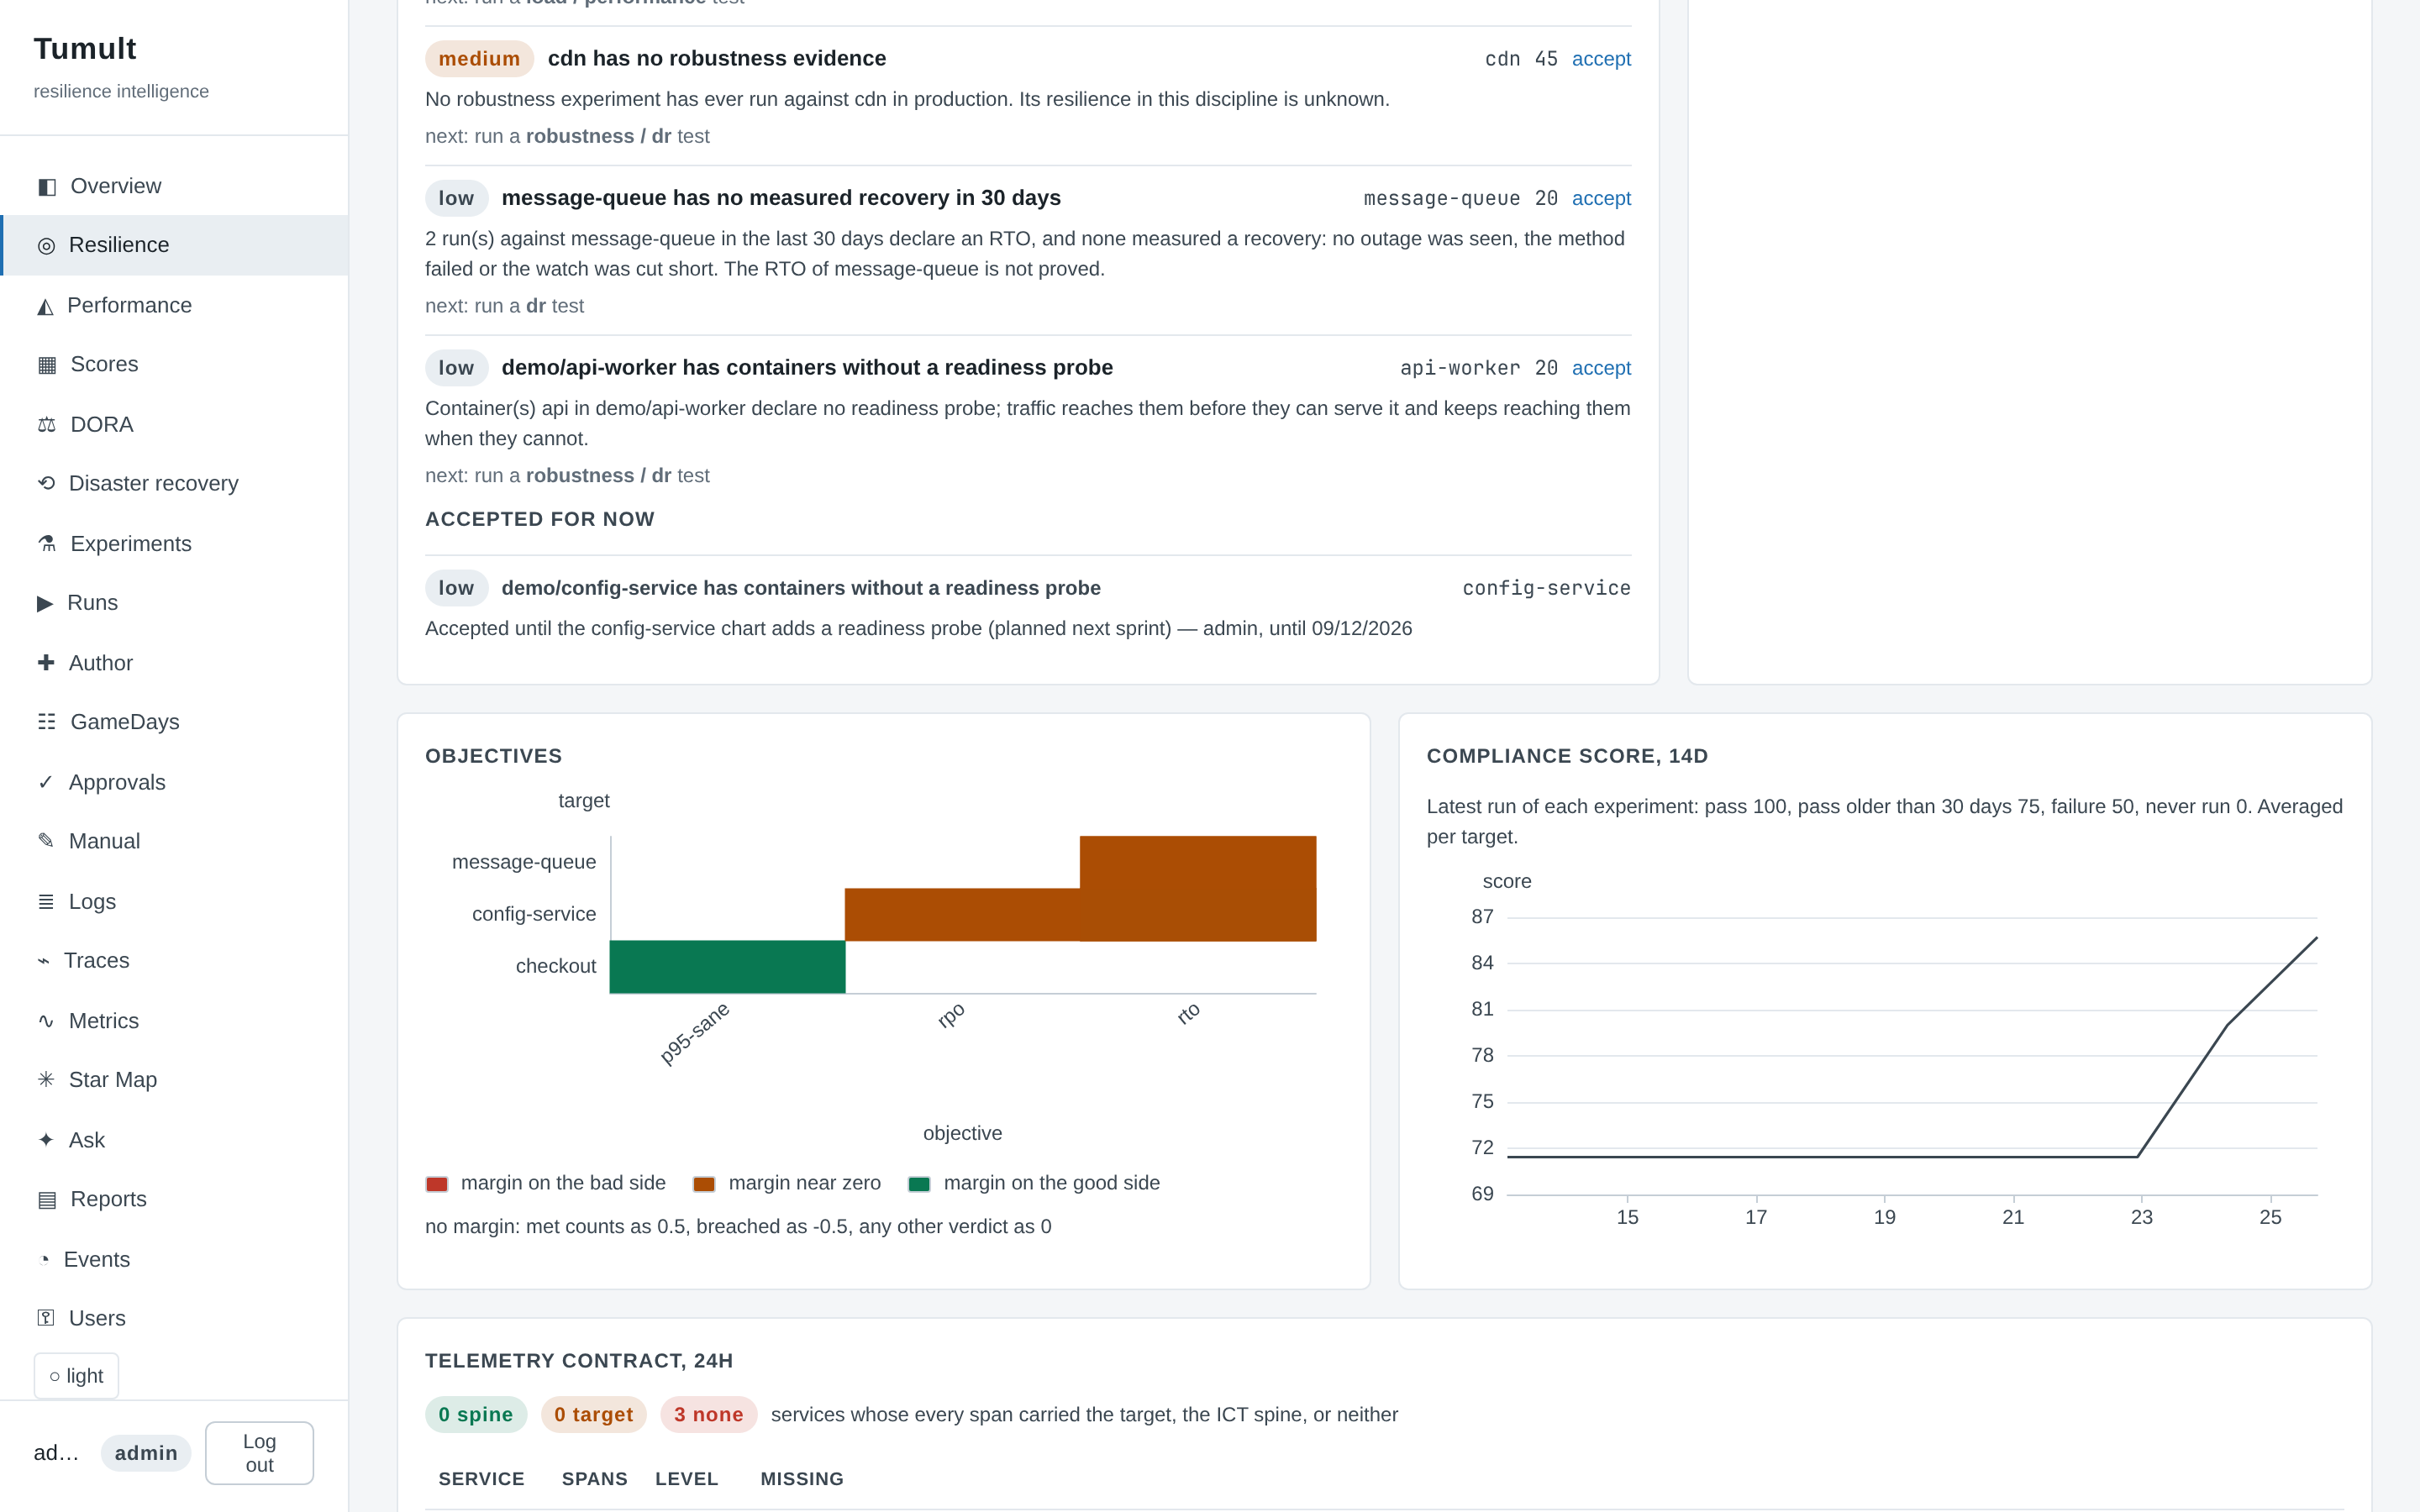 Tumult
resilience intelligence
Overview
Resilience
Performance
Scores
DORA
Disaster recovery
Experiments
Runs
Author
GameDays
Approvals
Manual
Logs
Traces
Metrics
Star Map
Ask
Reports
Events
Users
light
ad…
admin
Log out
next: run a load / performance test
medium cdn has no robustness evidence cdn 45 accept
No robustness experiment has ever run against cdn in production. Its resilience in this discipline is unknown.
next: run a robustness / dr test
low message-queue has no measured recovery in 30 days message-queue 20 accept
2 run(s) against message-queue in the last 30 days declare an RTO, and none measured a recovery: no outage was seen, the method
failed or the watch was cut short. The RTO of message-queue is not proved.
next: run a dr test
low demo/api-worker has containers without a readiness probe api-worker 20 accept
Container(s) api in demo/api-worker declare no readiness probe; traffic reaches them before they can serve it and keeps reaching them
when they cannot.
next: run a robustness / dr test
ACCEPTED FOR NOW
low demo/config-service has containers without a readiness probe config-service
Accepted until the config-service chart adds a readiness probe (planned next sprint) — admin, until 09/12/2026
OBJECTIVES
target
message-queue
config-service
checkout
p95-sane
rpo
rto
objective
margin on the bad side margin near zero margin on the good side
no margin: met counts as 0.5, breached as -0.5, any other verdict as 0
COMPLIANCE SCORE, 14D
Latest run of each experiment: pass 100, pass older than 30 days 75, failure 50, never run 0. Averaged
per target.
score
87
84
81
78
75
72
69
15 17 19 21 23 25
TELEMETRY CONTRACT, 24H
0 spine 0 target 3 none services whose every span carried the target, the ICT spine, or neither
SERVICE SPANS LEVEL MISSING